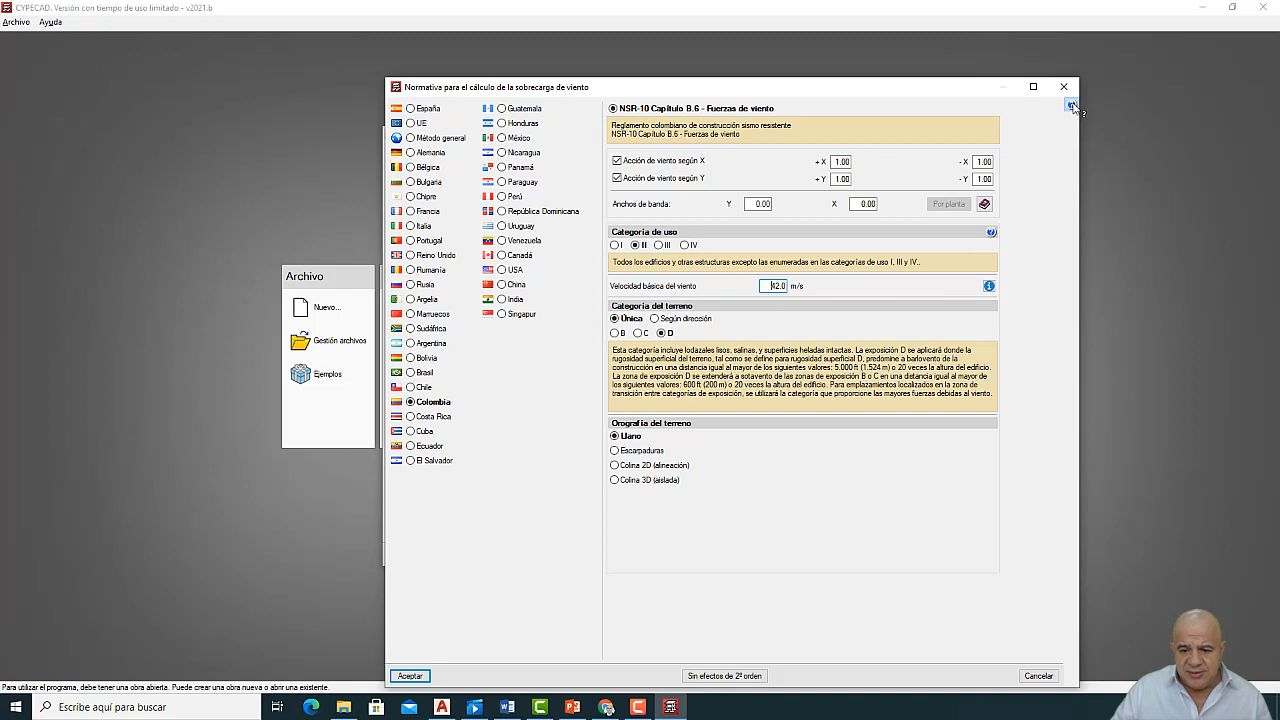 CYPECAD. Versión con tiempo de uso limitado - v2021.b
Archivo Ayuda
Normativa para el cálculo de la sobrecarga de viento
España
UE
Método general
Alemania
Bélgica
Bulgaria
Chipre
Francia
Italia
Portugal
Reino Unido
Rumanía
Rusia
Argelia
Marruecos
Sudáfrica
Argentina
Bolivia
Brasil
Chile
Colombia
Costa Rica
Cuba
Ecuador
El Salvador
Guatemala
Honduras
México
Nicaragua
Panamá
Paraguay
Perú
República Dominicana
Uruguay
Venezuela
Canadá
USA
China
India
Singapur
NSR-10 Capítulo B.6 - Fuerzas de viento
Reglamento colombiano de construcción sismo resistente
NSR-10 Capítulo B.6 - Fuerzas de viento
Acción de viento según X + X 1.00 - X 1.00
Acción de viento según Y + Y 1.00 - Y 1.00
Anchos de banda: Y 0.00 X 0.00 Por planta
Categoría de uso
I II III IV
Todos los edificios y otras estructuras excepto las enumeradas en las categorías de uso I, III y IV..
Velocidad básica del viento 42.0 m/s
Categoría del terreno
Única Según dirección
B C D
Esta categoría incluye lodazales lisos, salinas, y superficies heladas intactas. La exposición D se aplicará donde la
rugosidad superficial del terreno, tal como se define para rugosidad superficial D, predomine a barlovento de la
construcción en una distancia igual al mayor de los siguientes valores: 5.000 ft (1.524 m) o 20 veces la altura del edificio.
La zona de exposición D se extenderá a sotavento de las zonas de exposición B o C en una distancia igual al mayor de
los siguientes valores: 600 ft (200 m) o 20 veces la altura del edificio. Para emplazamientos localizados en la zona de
transición entre categorías de exposición, se utilizará la categoría que proporcione las mayores fuerzas debidas al viento.
Orografía del terreno
Llano
Escarpaduras
Colina 2D (alineación)
Colina 3D (aislada)
Aceptar Sin efectos de 2º orden Cancelar
Archivo
Nuevo...
Gestión archivos
Ejemplos
Para utilizar el programa, debe tener una obra abierta. Puede crear una obra nueva o abrir una existente.
Escribe aquí para buscar